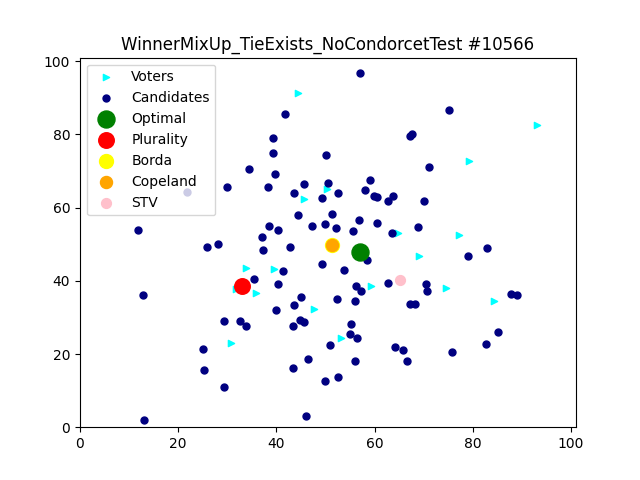 WinnerMixUp_TieExists_NoCondorcetTest #10566
Voters
Candidates
Optimal
Plurality
Borda
Copeland
STV
100
80
60
40
20
0
0 20 40 60 80 100